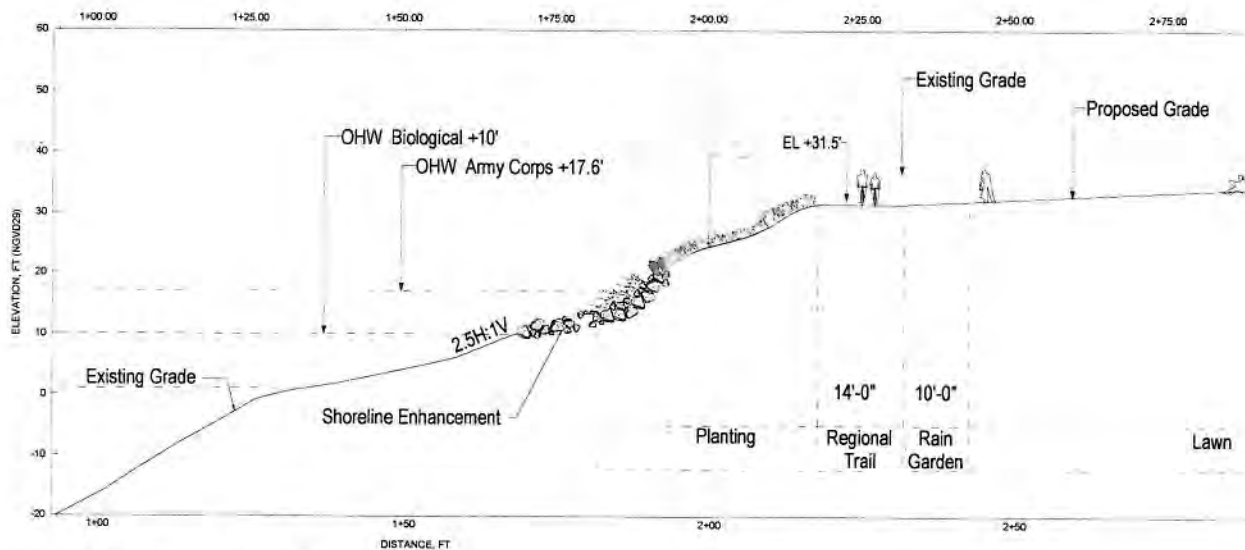 1+00.00 1+25.00 1+50.00 1+75.00 2+00.00 2+25.00 2+50.00 2+75.00
60
50
40
30
20
10
0
-10
-20
ELEVATION, FT (NGVD29)
Existing Grade
Proposed Grade
OHW Biological +10'
EL +31.5'
OHW Army Corps +17.6'
2.5H:1V
Existing Grade
Shoreline Enhancement
14'-0" 10'-0"
Planting
Regional
Trail
Rain
Garden
Lawn
1+00 1+50 2+00 2+50
DISTANCE, FT